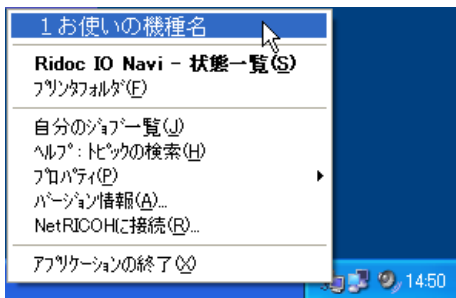 1 お使いの機種名
Ridoc IO Navi - 状態一覧(S)
ﾌﾟﾘﾝﾀﾌｫﾙﾀﾞ(F)
自分のｼﾞｮﾌﾞ一覧(J)
ﾍﾙﾌﾟ:ﾄﾋﾟｯｸの検索(H)
ﾌﾟﾛﾊﾟﾃｨ(P)
ﾊﾞｰｼﾞｮﾝ情報(A)...
NetRICOHに接続(R)...
ｱﾌﾟﾘｹｰｼｮﾝの終了(X)
14:50